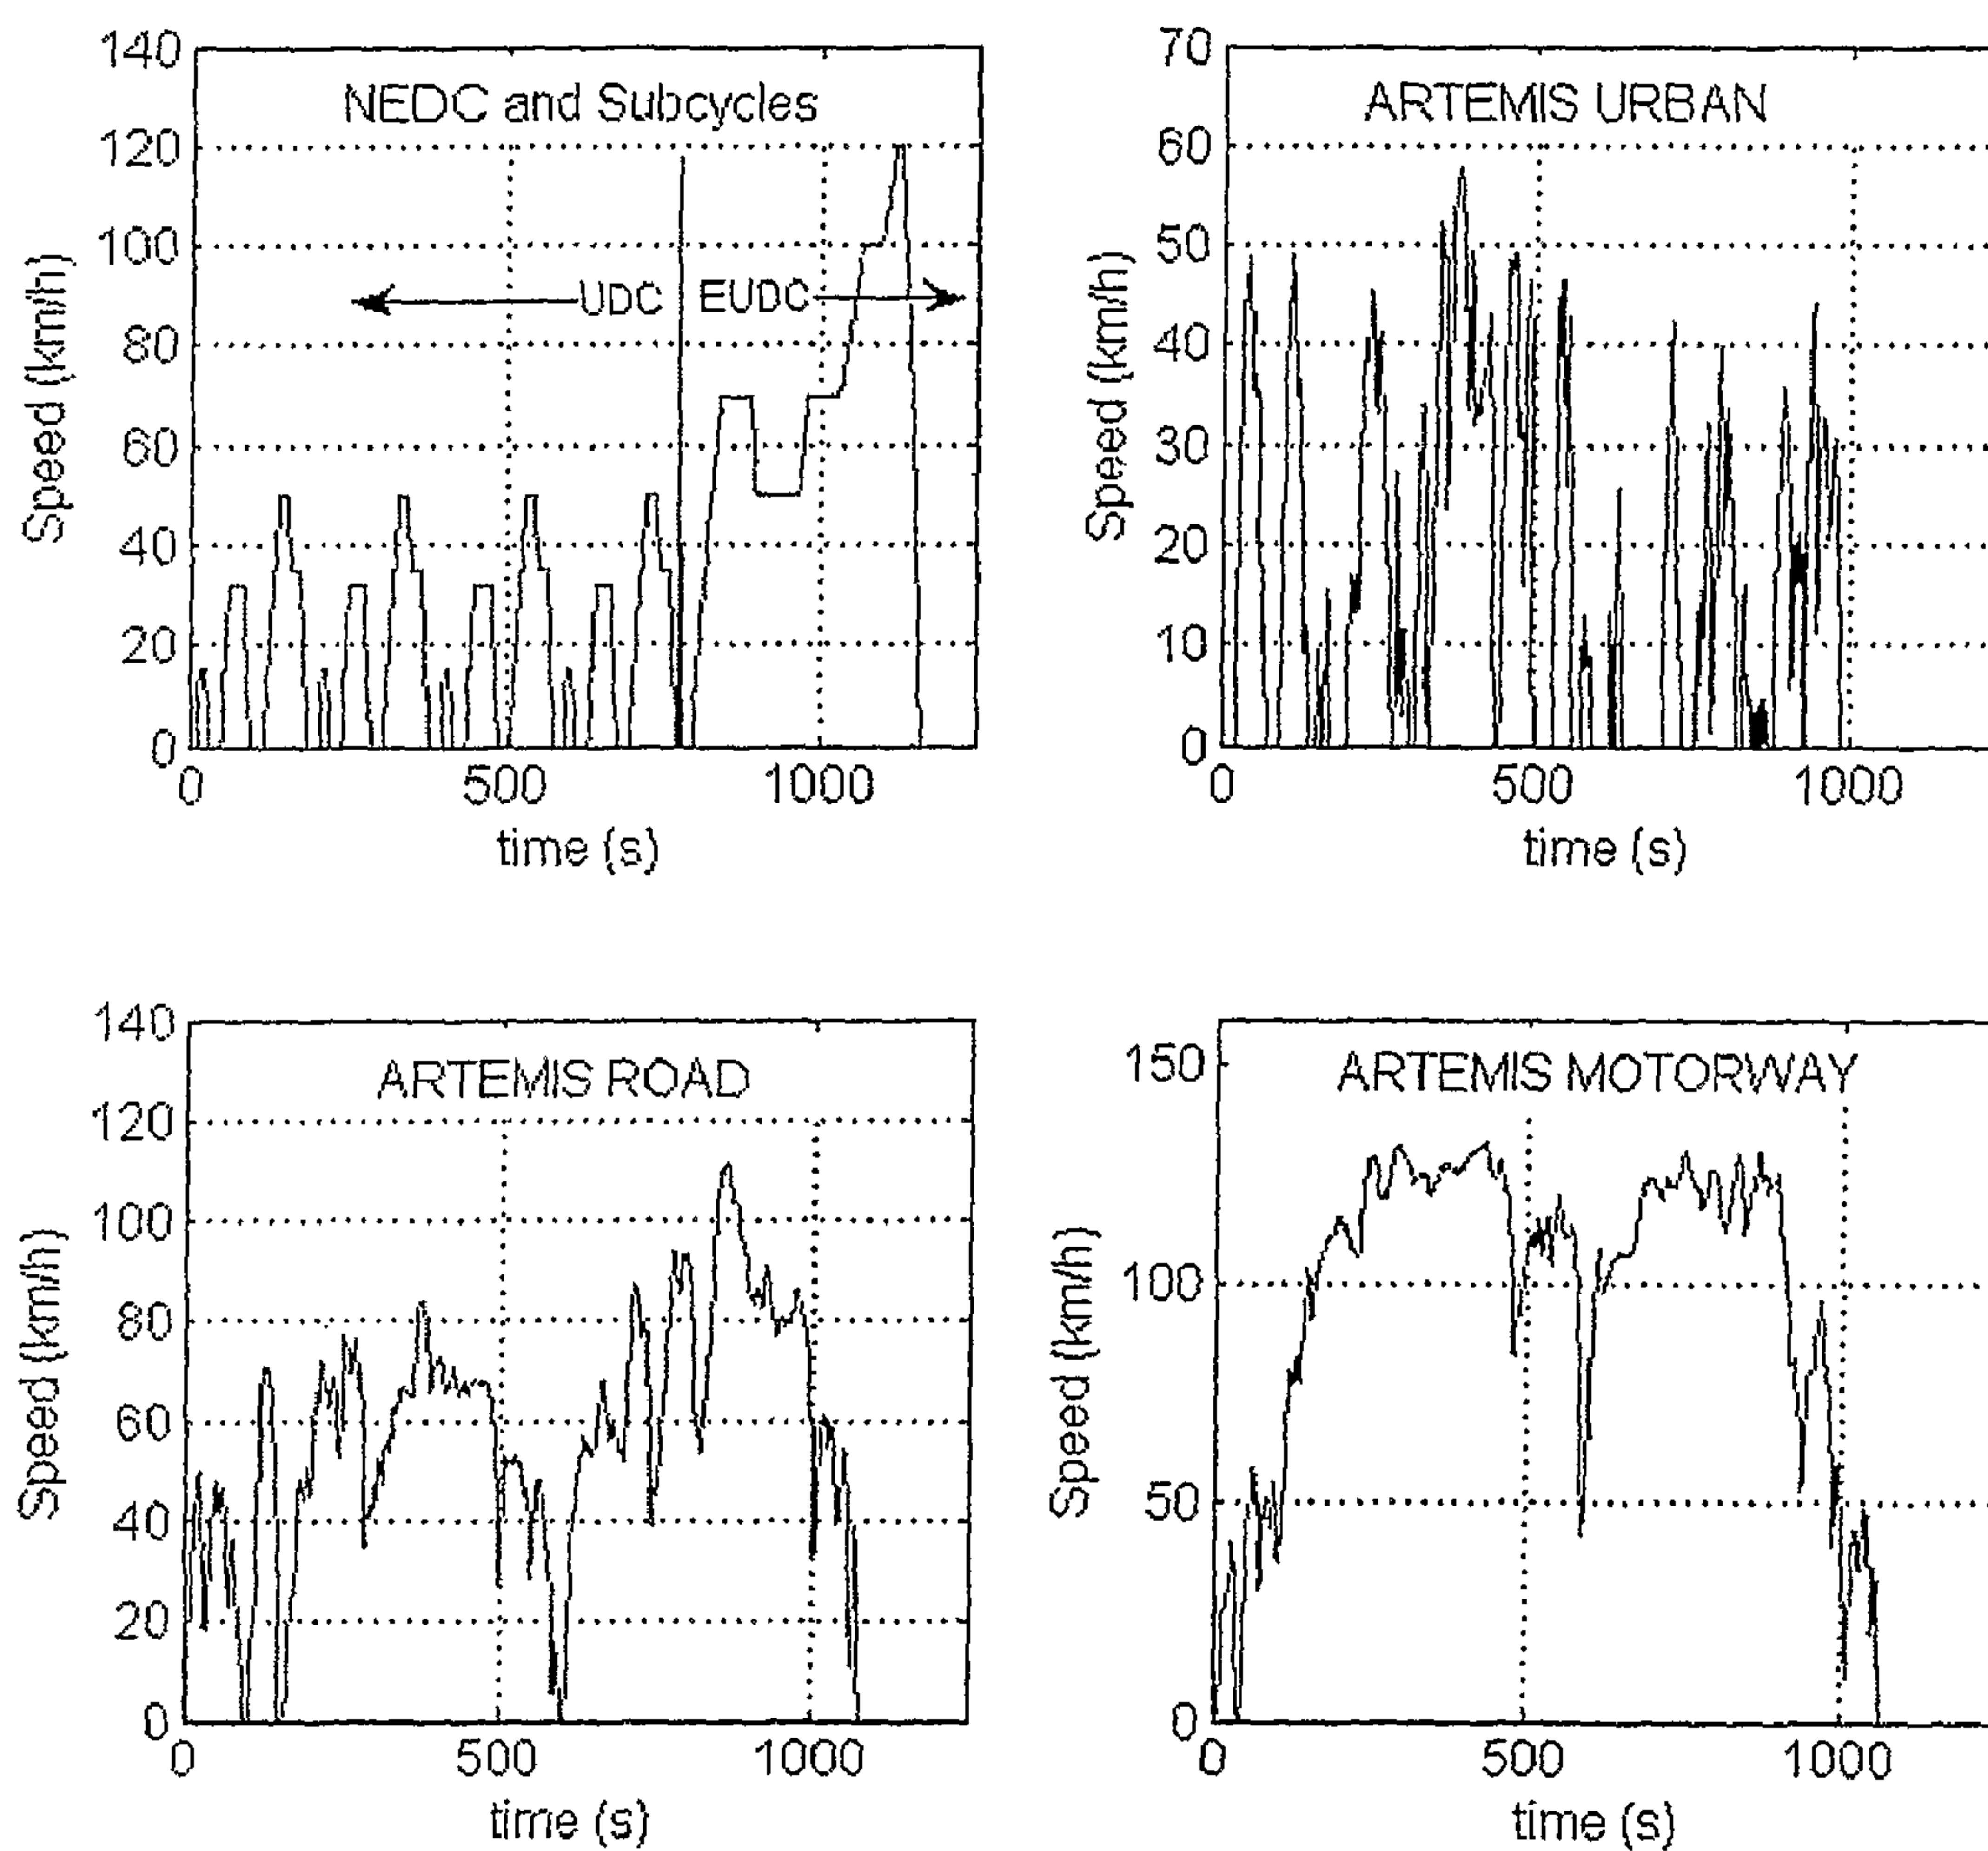 NEDC and Subcycles
140
120
100
80
60
40
20
0
UDC EUDC
Speed (km/h)
0 500 1000
time (s)
ARTEMIS URBAN
70
60
50
40
30
20
10
0
Speed (km/h)
0 500 1000
time (s)
ARTEMIS ROAD
140
120
100
80
60
40
20
0
Speed (km/h)
0 500 1000
time (s)
ARTEMIS MOTORWAY
150
100
50
0
Speed (km/h)
0 500 1000
time (s)